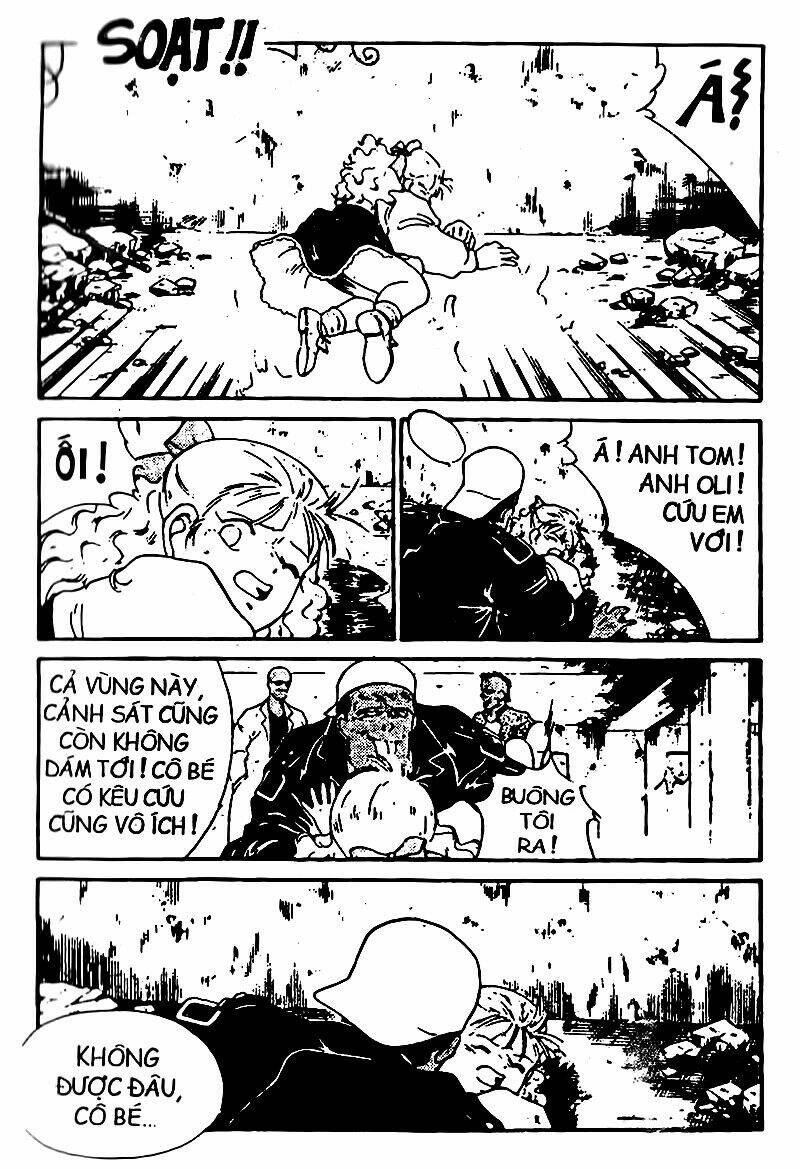 SOẠT!!
Á!
ỐI!
Á! ANH TOM!
ANH OLI!
CỨU EM
VỚI!
CẢ VÙNG NÀY,
CẢNH SÁT CŨNG
CÒN KHÔNG
DÁM TỚI! CÔ BÉ
CÓ KÊU CỨU
CŨNG VÔ ÍCH!
BUÔNG
TÔI
RA!
KHÔNG
ĐƯỢC ĐÂU,
CÔ BÉ...